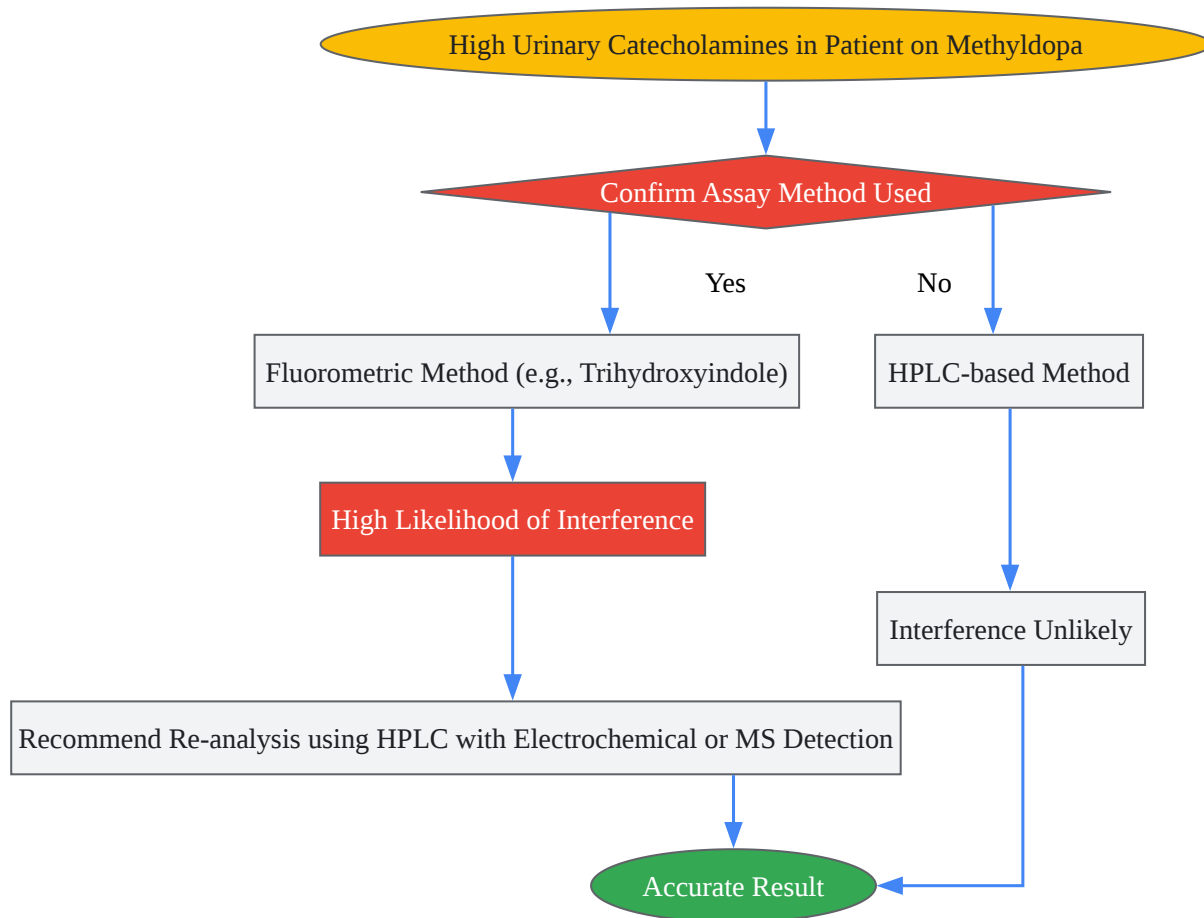 High Urinary Catecholamines in Patient on Methyldopa
Confirm Assay Method Used
Yes
No
Fluorometric Method (e.g., Trihydroxyindole)
HPLC-based Method
High Likelihood of Interference
Interference Unlikely
Recommend Re-analysis using HPLC with Electrochemical or MS Detection
Accurate Result